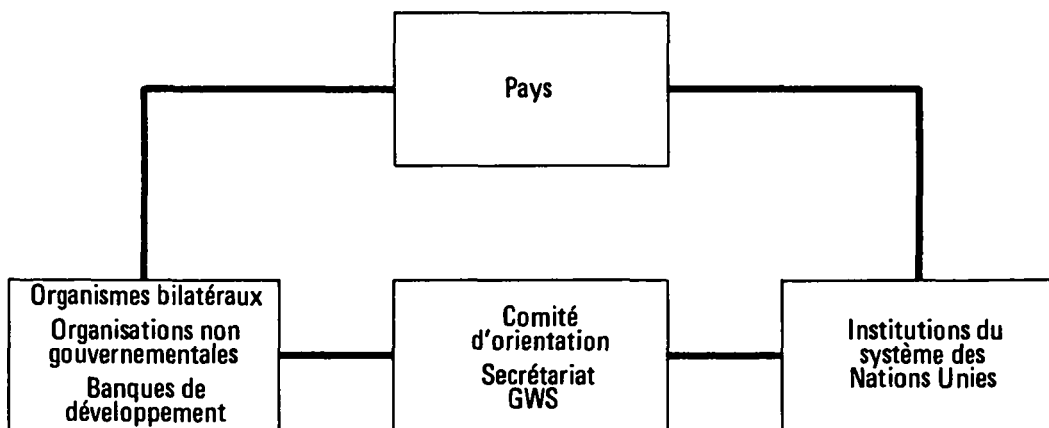 Pays
Organismes bilatéraux
Organisations non
gouvernementales
Banques de
développement
Comité
d'orientation
Secrétariat
GWS
Institutions du
système des
Nations Unies